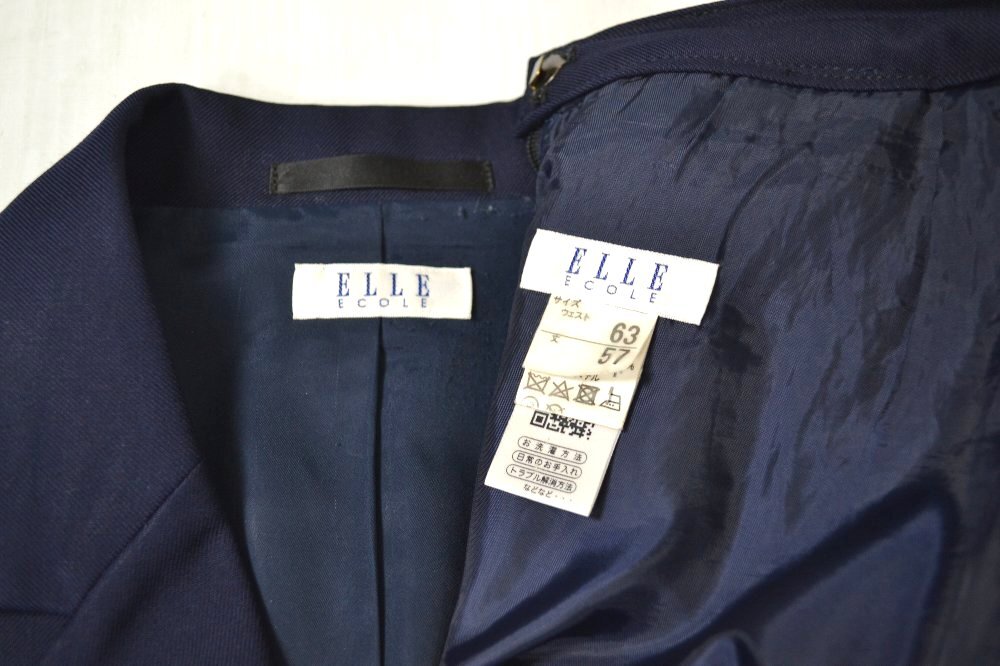 ELLE
ECOLE
ELLE
ECOLE
サイズ
ウエスト
63
丈
57
お洗濯方法
日常のお手入れ
トラブル解消方法
などなど・・・